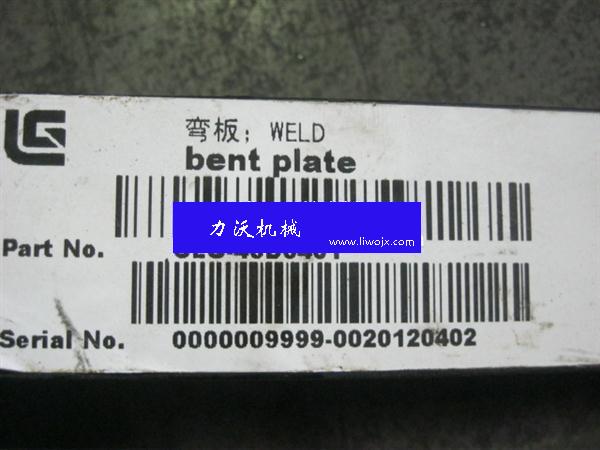 弯板; WELD
bent plate
力沃机械
www.liwojx.com
Part No.
Serial No. 0000009999-0020120402